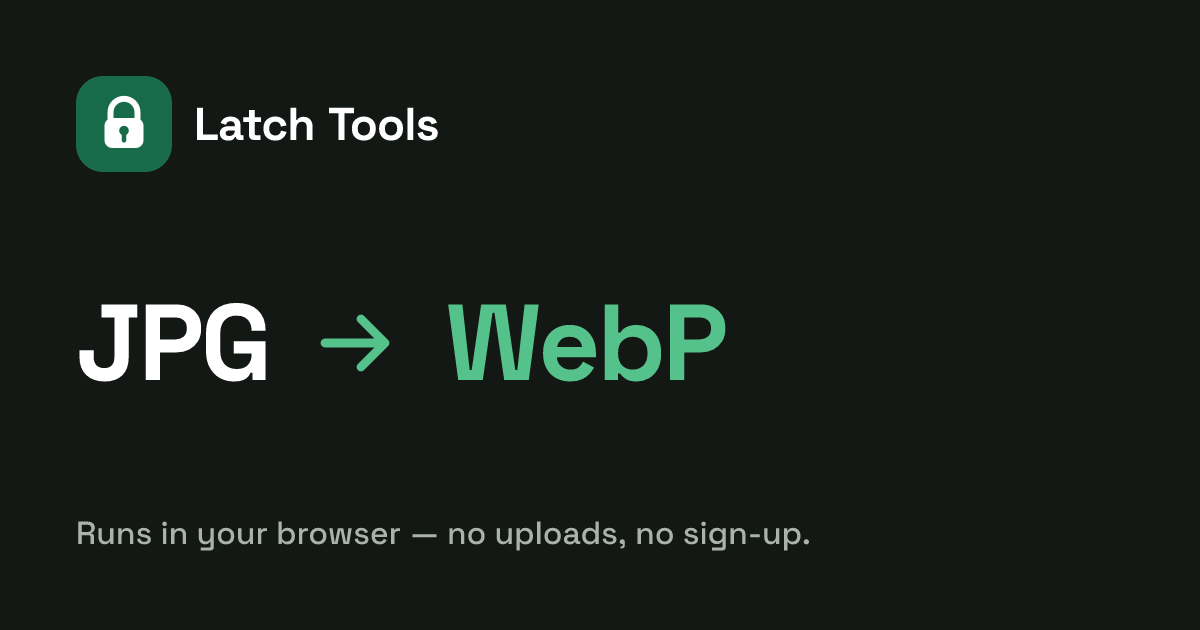 Latch Tools
JPG → WebP
Runs in your browser — no uploads, no sign-up.